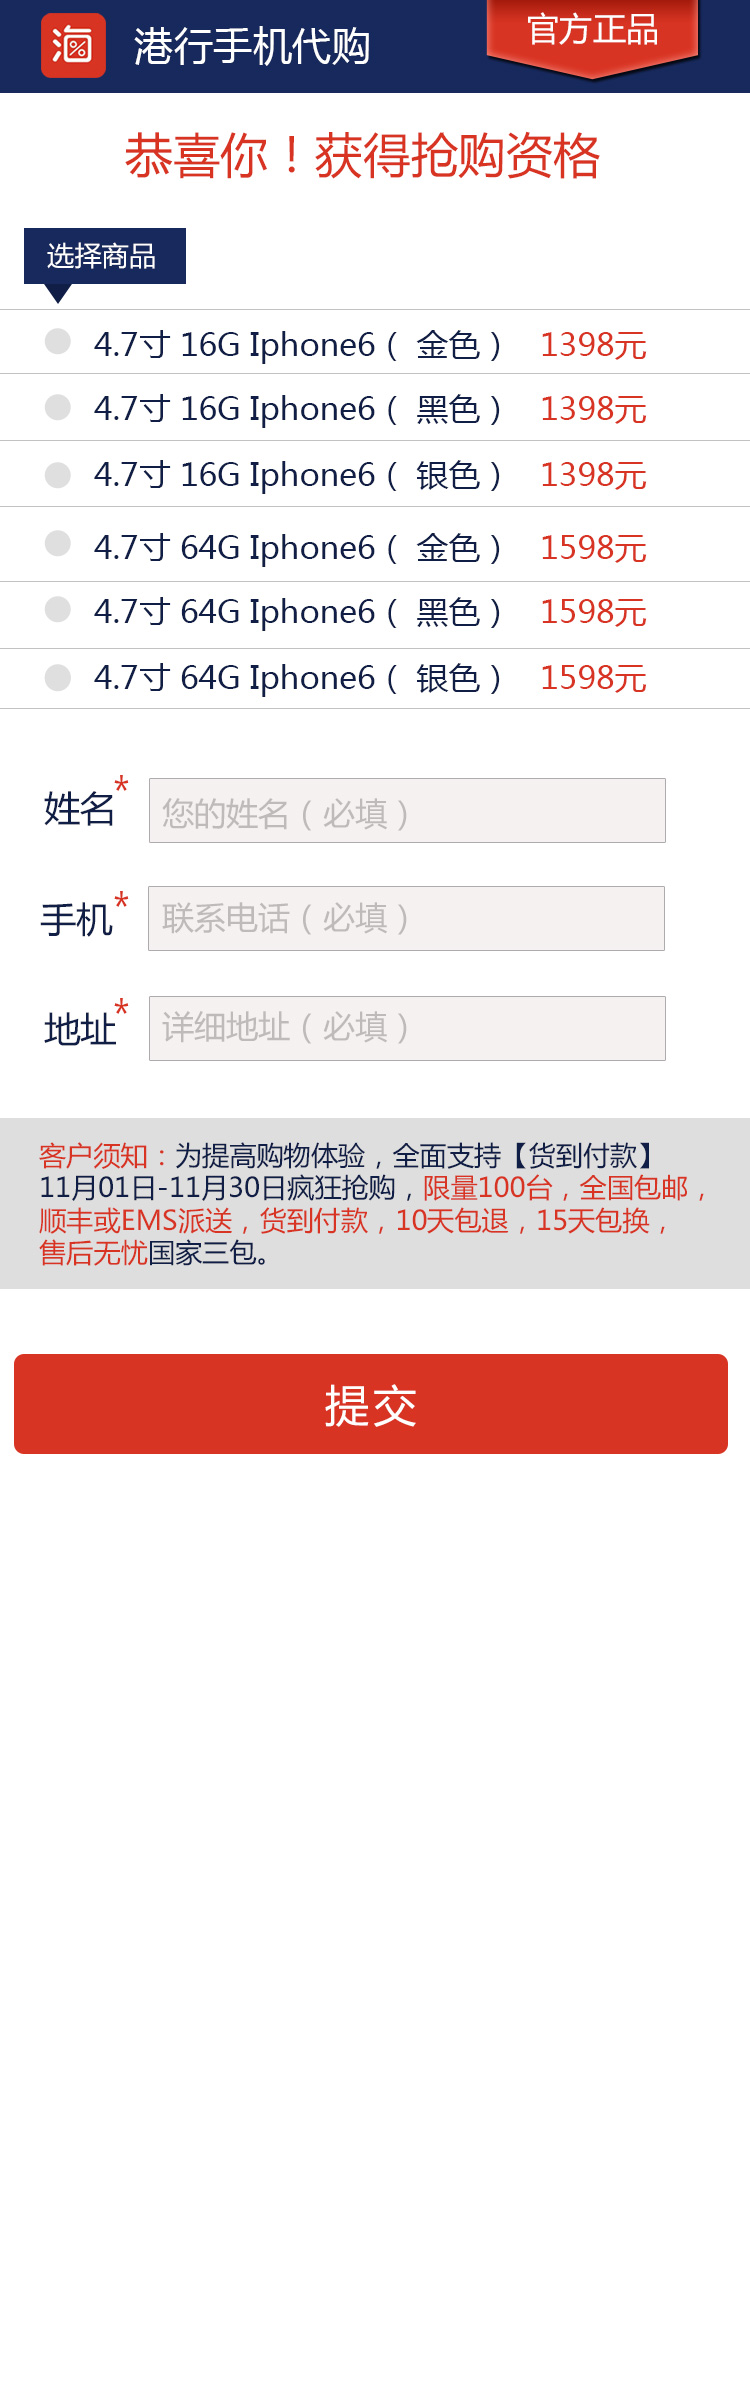 海
港行手机代购
官方正品
恭喜你！获得抢购资格
选择商品
4.7寸 16G Iphone6（ 金色 ） 1398元
4.7寸 16G Iphone6（ 黑色 ） 1398元
4.7寸 16G Iphone6（ 银色 ） 1398元
4.7寸 64G Iphone6（ 金色 ） 1598元
4.7寸 64G Iphone6（ 黑色 ） 1598元
4.7寸 64G Iphone6（ 银色 ） 1598元
姓名* 您的姓名（必填）
手机* 联系电话（必填）
地址* 详细地址（必填）
客户须知：为提高购物体验，全面支持【货到付款】
11月01日-11月30日疯狂抢购，限量100台，全国包邮，
顺丰或EMS派送，货到付款，10天包退，15天包换，
售后无忧国家三包。
提交